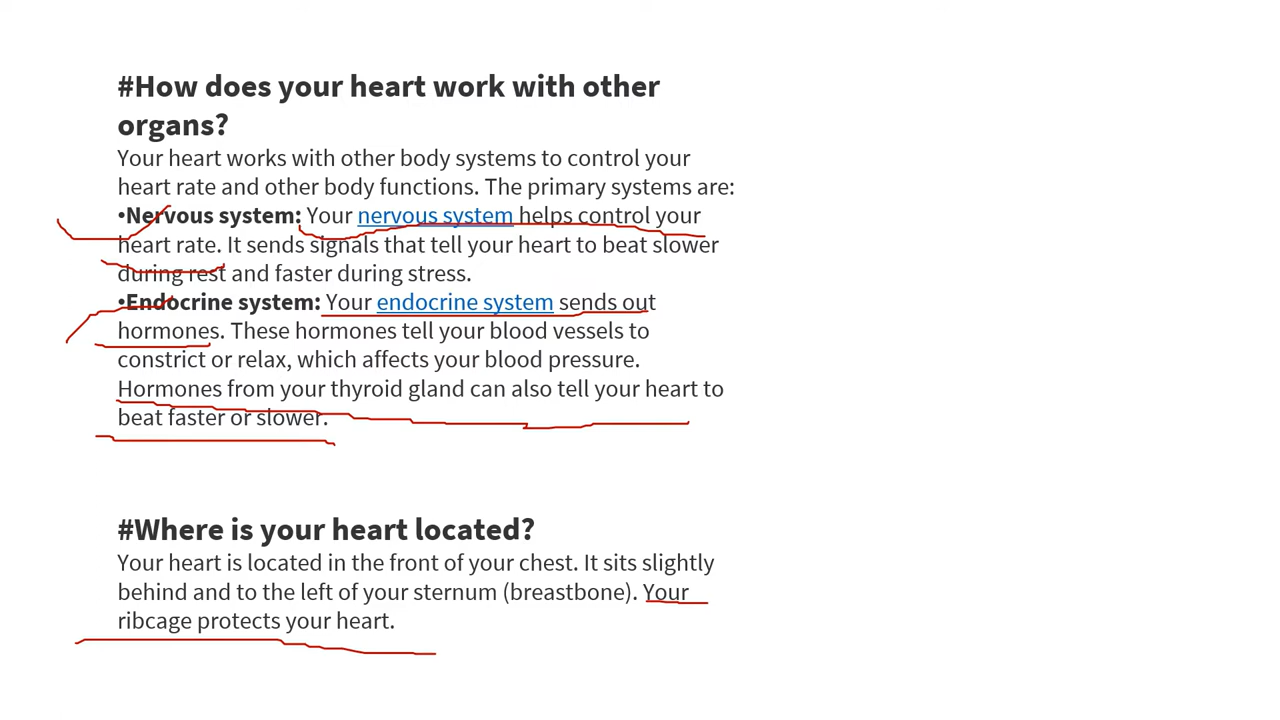 #How does your heart work with other
organs?
Your heart works with other body systems to control your
heart rate and other body functions. The primary systems are:
•Nervous system: Your nervous system helps control your
heart rate. It sends signals that tell your heart to beat slower
during rest and faster during stress.
•Endocrine system: Your endocrine system sends out
hormones. These hormones tell your blood vessels to
constrict or relax, which affects your blood pressure.
Hormones from your thyroid gland can also tell your heart to
beat faster or slower.
#Where is your heart located?
Your heart is located in the front of your chest. It sits slightly
behind and to the left of your sternum (breastbone). Your
ribcage protects your heart.